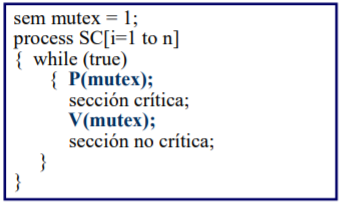 sem mutex = 1;
process SC[i=1 to n]
{ while (true)
{ P(mutex);
sección crítica;
V(mutex);
sección no crítica;
}
}